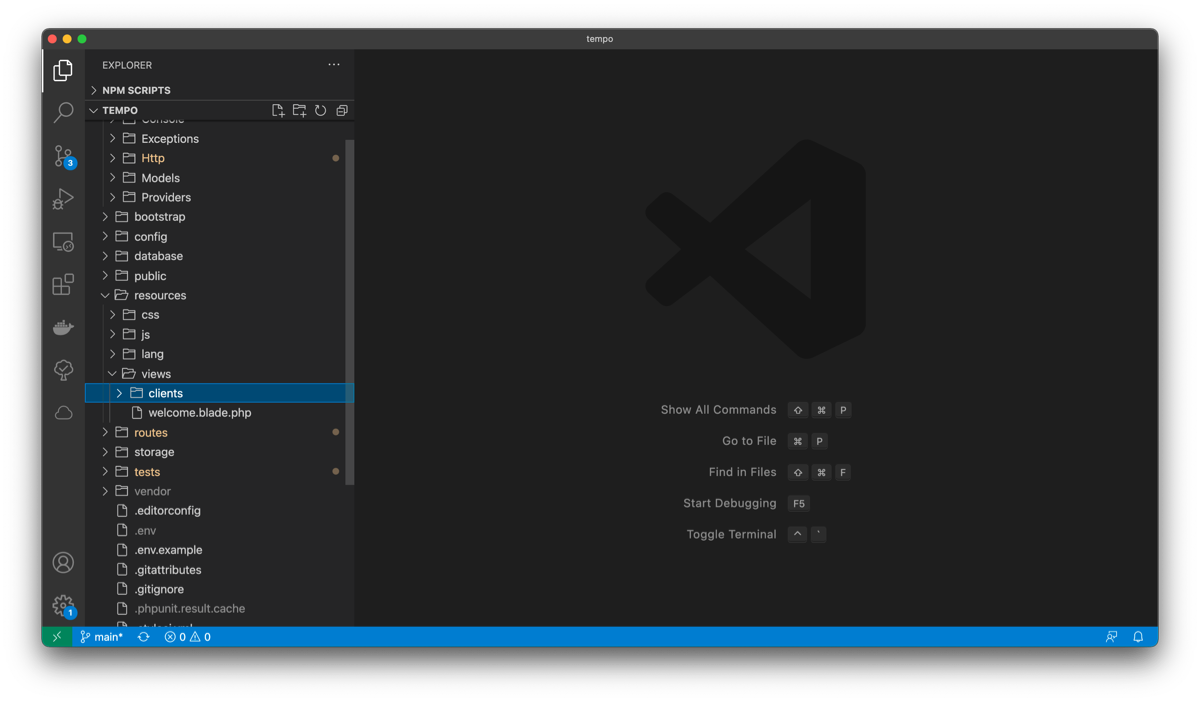 tempo
EXPLORER
NPM SCRIPTS
TEMPO
Console
Exceptions
Http
Models
Providers
bootstrap
config
database
public
resources
css
js
lang
views
clients
welcome.blade.php
routes
storage
tests
vendor
.editorconfig
.env
.env.example
.gitattributes
.gitignore
.phpunit.result.cache
3
1
Show All Commands ⇧ ⌘ P
Go to File ⌘ P
Find in Files ⇧ ⌘ F
Start Debugging F5
Toggle Terminal ^ `
main* 0 0